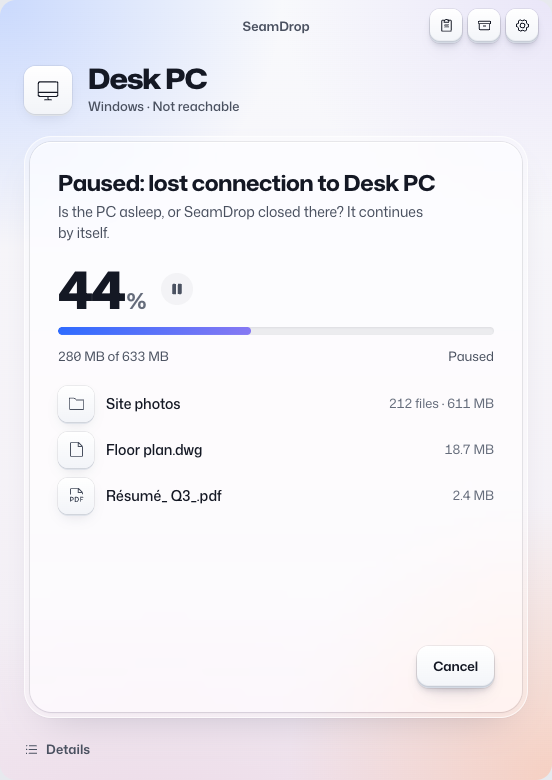 SeamDrop
Desk PC
Windows · Not reachable
Paused: lost connection to Desk PC
Is the PC asleep, or SeamDrop closed there? It continues
by itself.
44%
280 MB of 633 MB
Paused
Site photos
212 files · 611 MB
Floor plan.dwg
18.7 MB
PDF
Résumé_ Q3_.pdf
2.4 MB
Cancel
Details